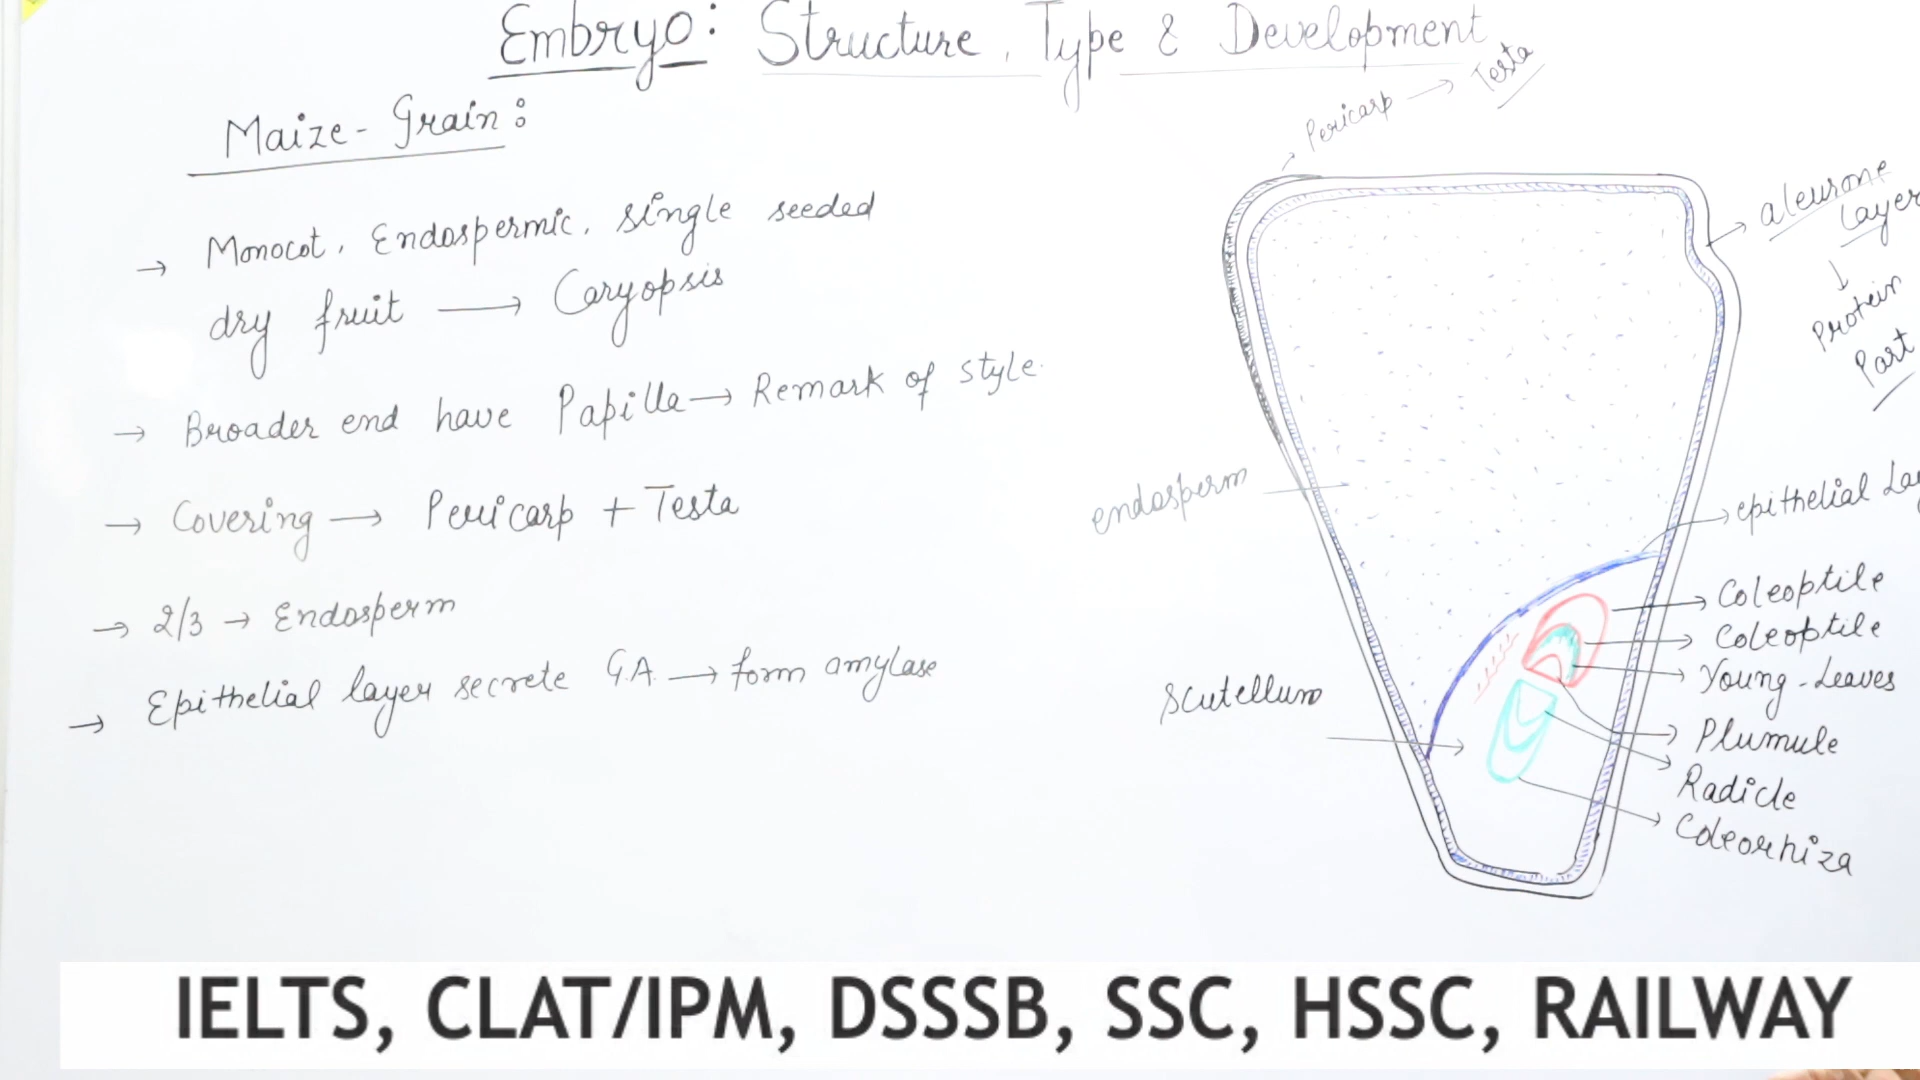 Embryo: Structure, Type & Development
Maize-Grain:
→ Monocot, Endospermic, single seeded
dry fruit → Caryopsis
→ Broader end have Papilla → Remark of style.
→ Covering → Pericarp + Testa
→ 2/3 → Endosperm
→ Epithelial layer secrete G.A → form amylase
Pericarp → Testa
aleurone
Layer
↓
Protein
Part
endosperm
epithelial
Coleoptile
Coleoptile
Young-Leaves
Scutellum
Plumule
Radicle
Coleorhiza
IELTS, CLAT/IPM, DSSSB, SSC, HSSC, RAILWAY